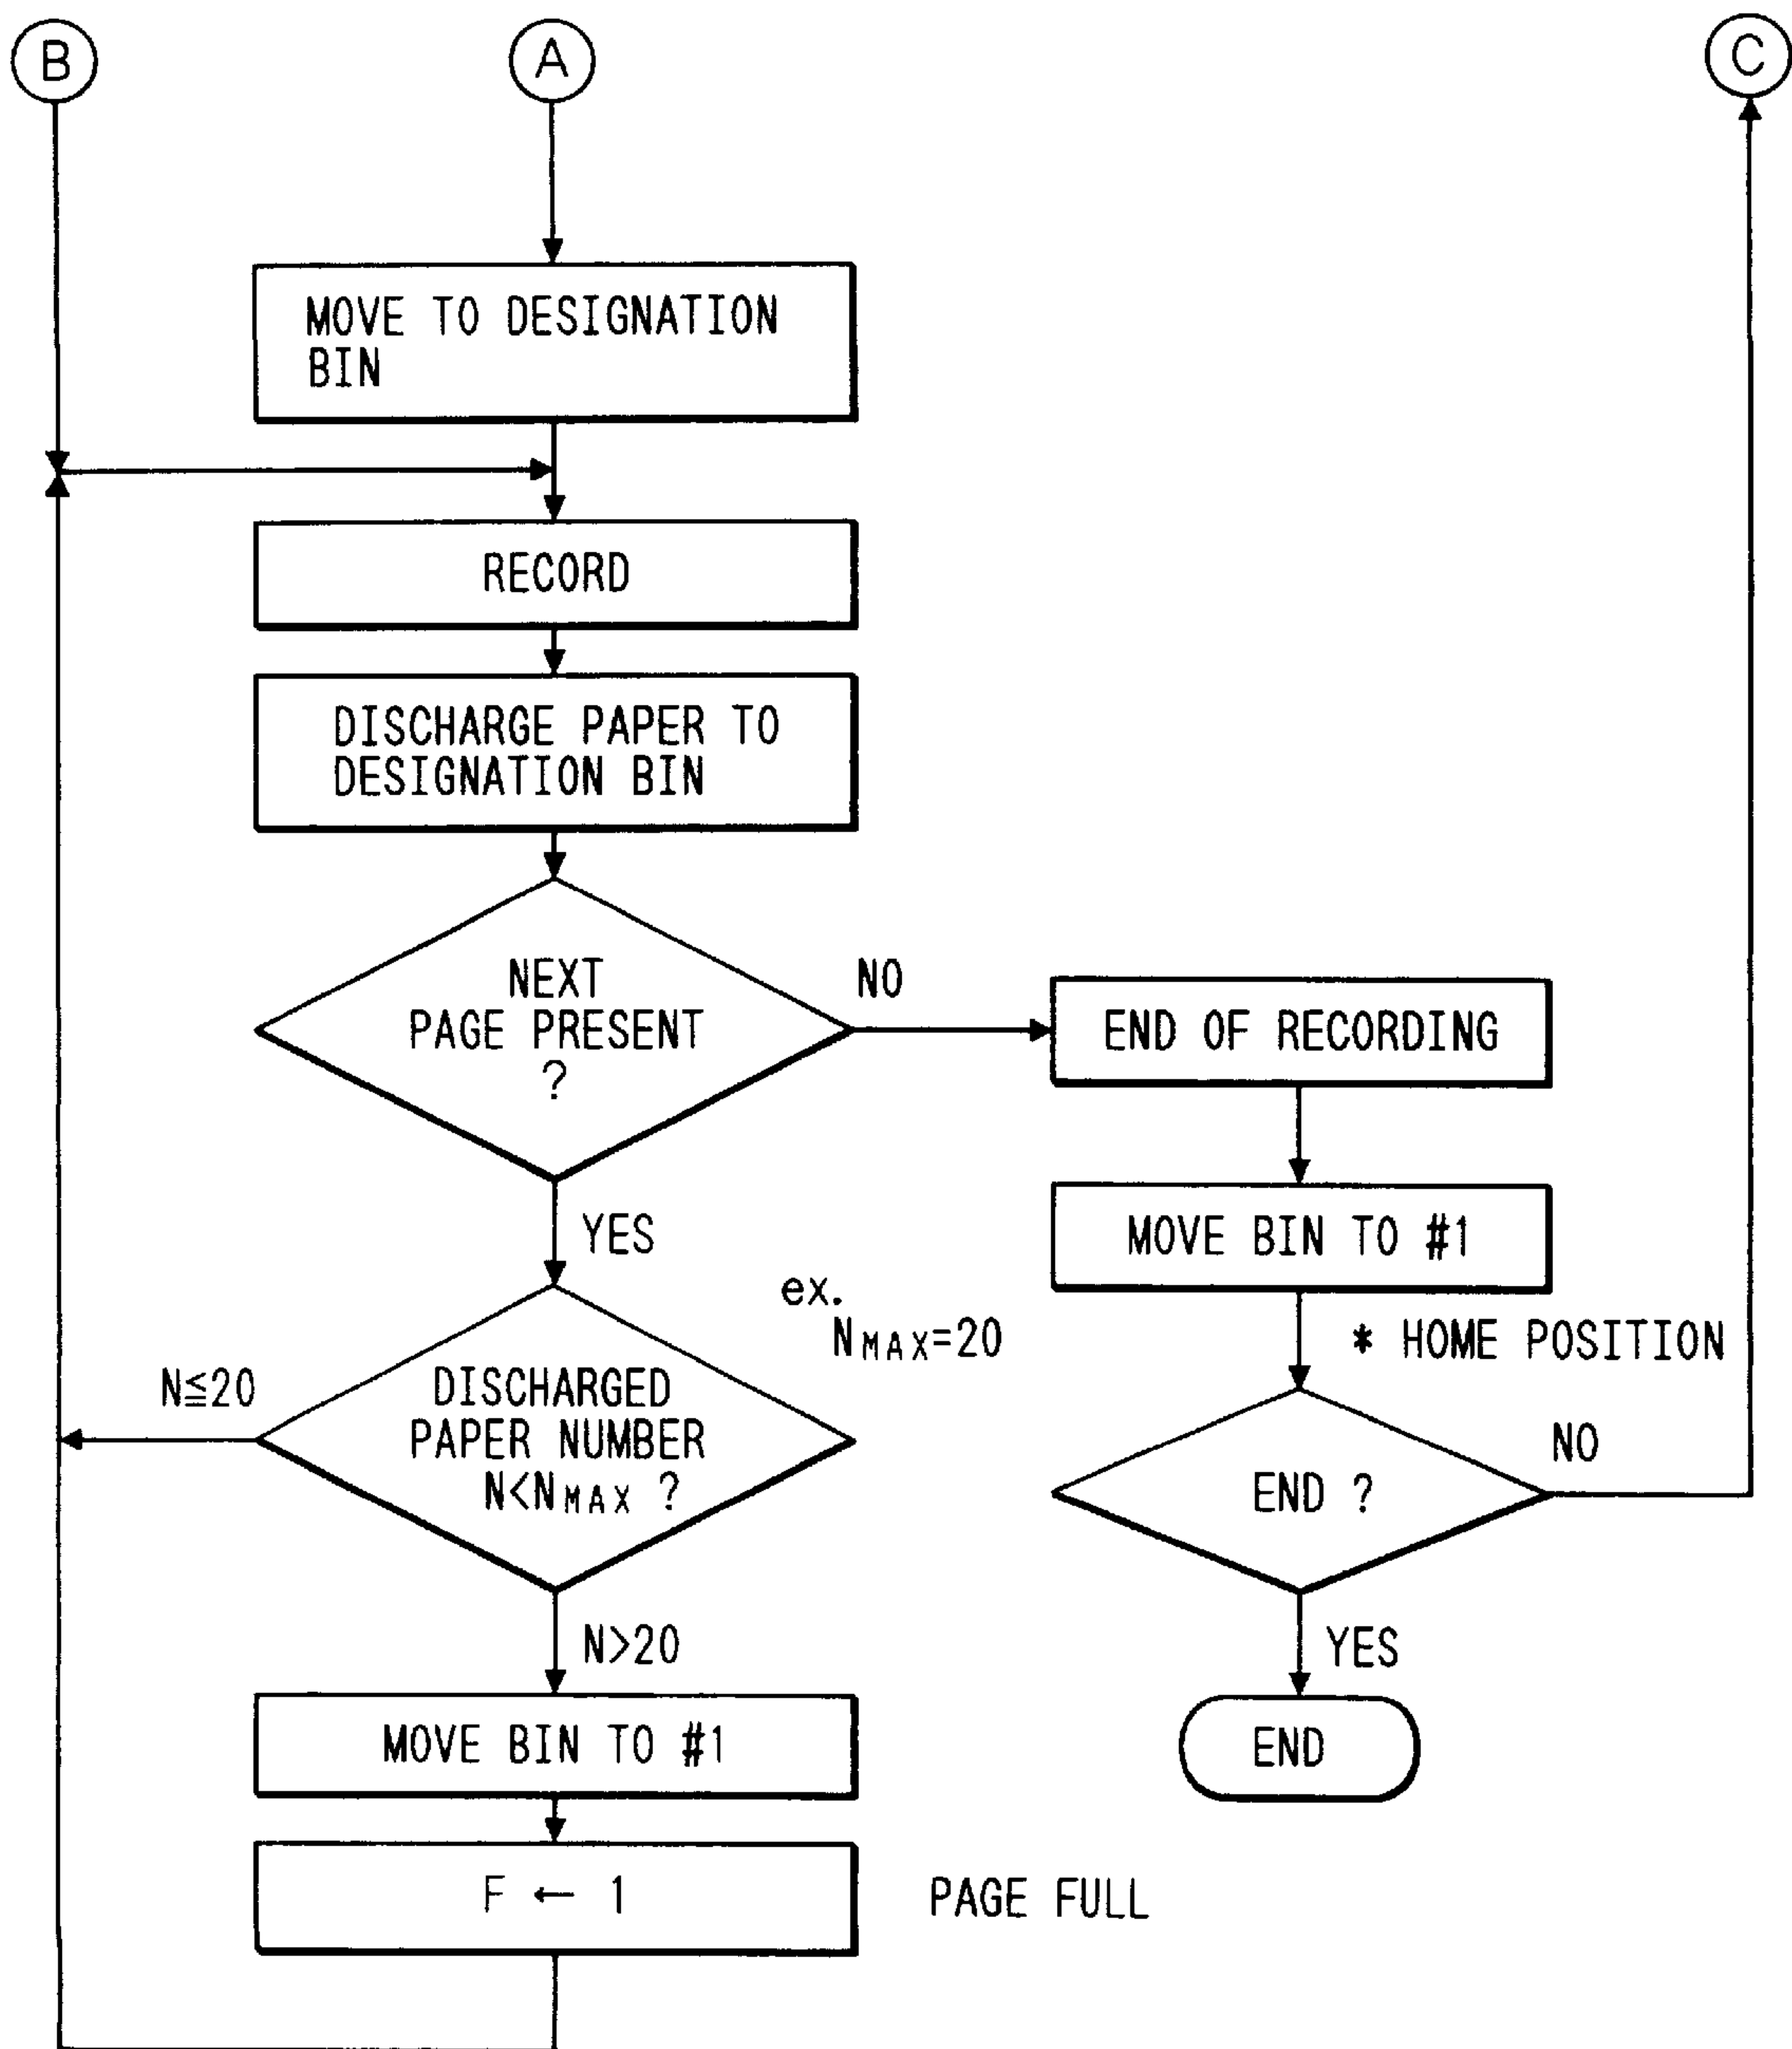 B
A
C
MOVE TO DESIGNATION
BIN
RECORD
DISCHARGE PAPER TO
DESIGNATION BIN
NEXT
PAGE PRESENT
?
NO
END OF RECORDING
YES
MOVE BIN TO #1
ex.
NMAX=20
* HOME POSITION
N≦20
DISCHARGED
PAPER NUMBER
N<NMAX ?
END ?
NO
N>20
YES
MOVE BIN TO #1
END
F ← 1
PAGE FULL